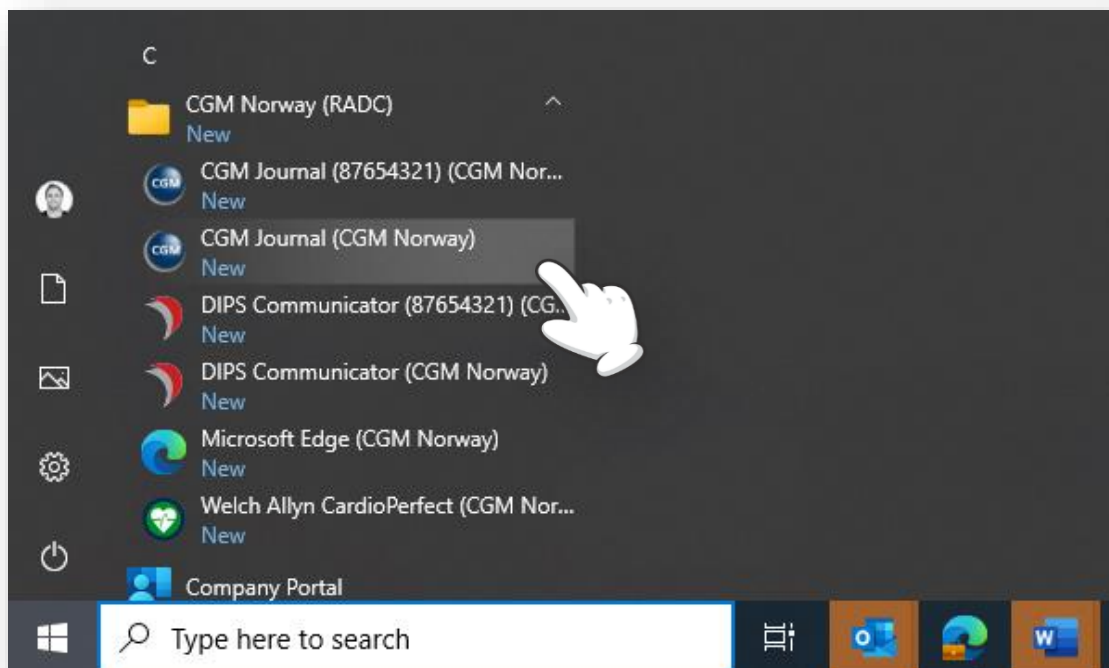 C
CGM Norway (RADC)
New
CGM Journal (87654321) (CGM Nor...
New
CGM Journal (CGM Norway)
New
DIPS Communicator (87654321) (CG...
New
DIPS Communicator (CGM Norway)
New
Microsoft Edge (CGM Norway)
New
Welch Allyn CardioPerfect (CGM Nor...
New
Company Portal
Type here to search